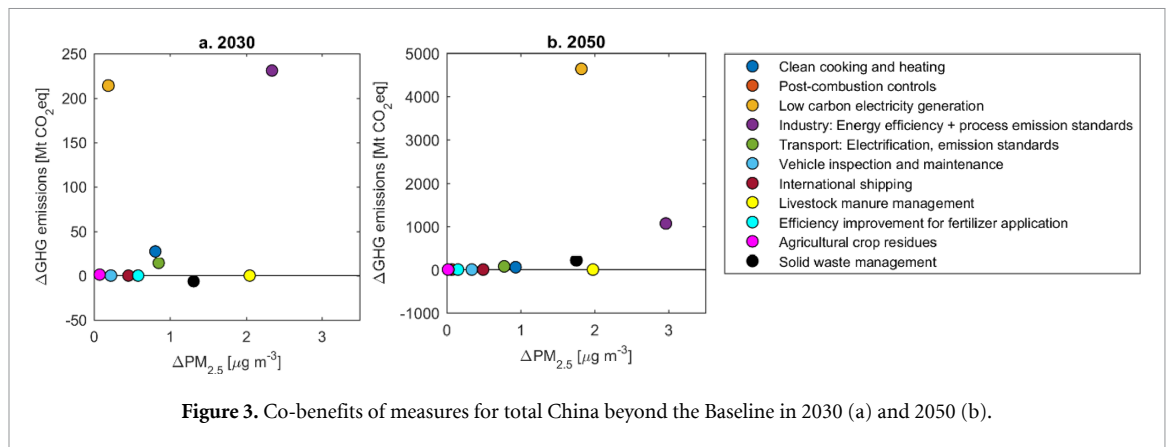 a. 2030
250
200
150
100
50
0
-50
0 1 2 3
ΔGHG emissions [Mt CO2eq]
ΔPM2.5 [μg m-3]
b. 2050
5000
4000
3000
2000
1000
0
-1000
0 1 2 3
ΔGHG emissions [Mt CO2eq]
ΔPM2.5 [μg m-3]
Clean cooking and heating
Post-combustion controls
Low carbon electricity generation
Industry: Energy efficiency + process emission standards
Transport: Electrification, emission standards
Vehicle inspection and maintenance
International shipping
Livestock manure management
Efficiency improvement for fertilizer application
Agricultural crop residues
Solid waste management
Figure 3. Co-benefits of measures for total China beyond the Baseline in 2030 (a) and 2050 (b).